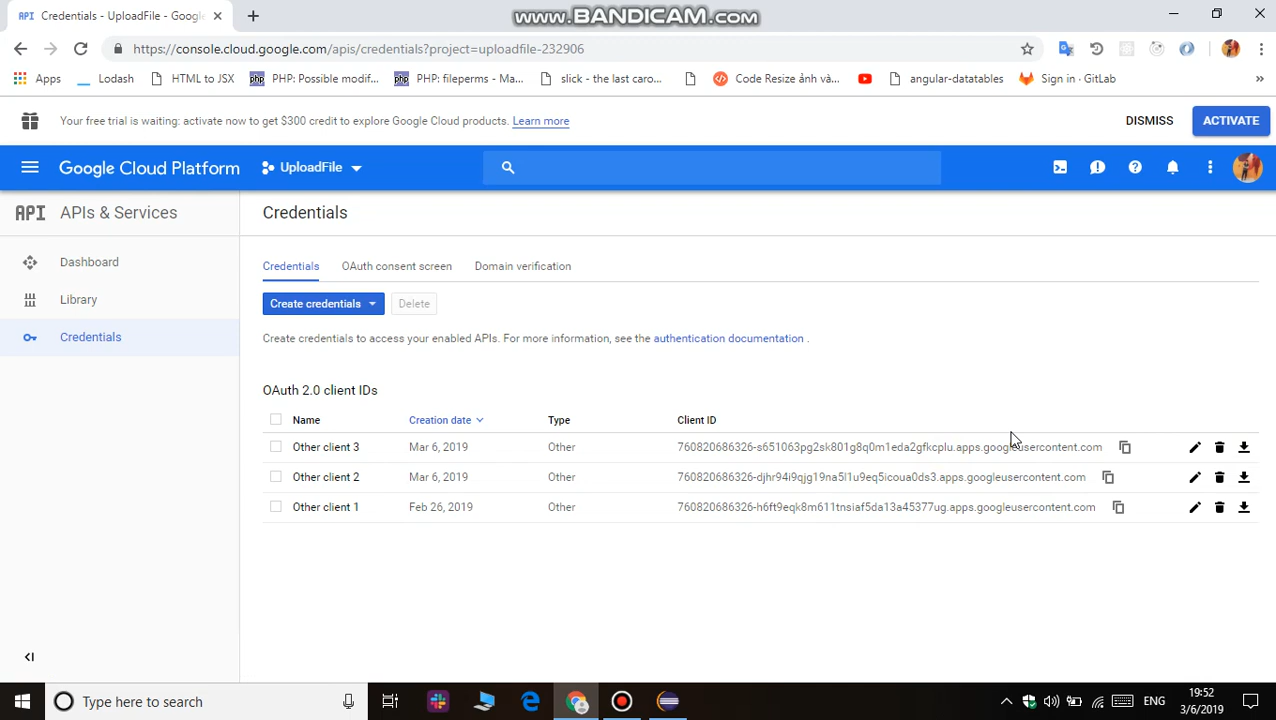 www.BANDICAM.com
API Credentials - UploadFile - Goog
https://console.cloud.google.com/apis/credentials?project=uploadfile-232906
Apps Lodash HTML to JSX php PHP: Possible modif... php PHP: fileperms - Ma... slick - the last caro... Code Resize ảnh và... angular-datatables Sign in · GitLab »
Your free trial is waiting: activate now to get $300 credit to explore Google Cloud products. Learn more DISMISS ACTIVATE
Google Cloud Platform UploadFile
API APIs & Services Credentials
Dashboard
Library
Credentials
Credentials OAuth consent screen Domain verification
Create credentials Delete
Create credentials to access your enabled APIs. For more information, see the authentication documentation .
OAuth 2.0 client IDs
Name Creation date Type Client ID
Other client 3 Mar 6, 2019 Other 760820686326-s651063pg2sk801g8q0m1eda2gfkcplu.apps.googleusercontent.com
Other client 2 Mar 6, 2019 Other 760820686326-djhr94i9qjg19na5l1u9eq5icoua0ds3.apps.googleusercontent.com
Other client 1 Feb 26, 2019 Other 760820686326-h6ft9eqk8m611tnsiaf5da13a45377ug.apps.googleusercontent.com
Type here to search
ENG
19:52
3/6/2019